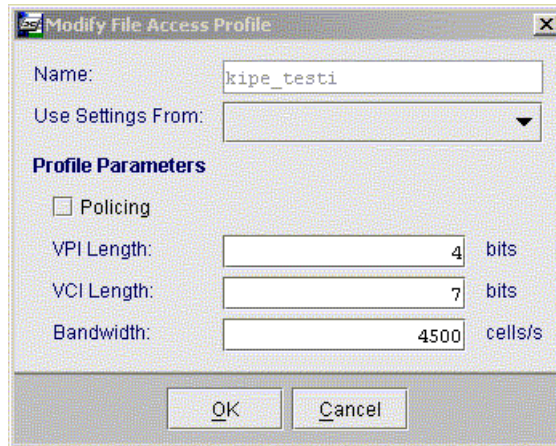 Modify File Access Profile
Name: kipe_testi
Use Settings From:
Profile Parameters
Policing
VPI Length: 4 bits
VCI Length: 7 bits
Bandwidth: 4500 cells/s
OK Cancel